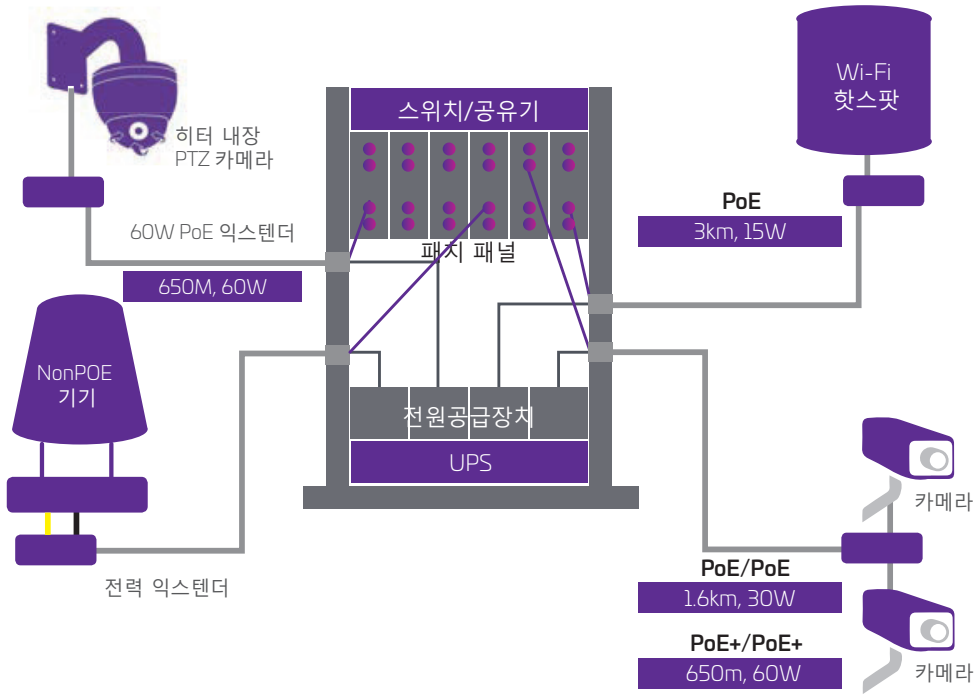 스위치/공유기
Wi-Fi
핫스팟
히터 내장
PTZ 카메라
PoE
3km, 15W
60W PoE 익스텐더
650M, 60W
패치 패널
NonPOE
기기
전원공급장치
UPS
카메라
전력 익스텐더
PoE/PoE
1.6km, 30W
PoE+/PoE+
650m, 60W
카메라